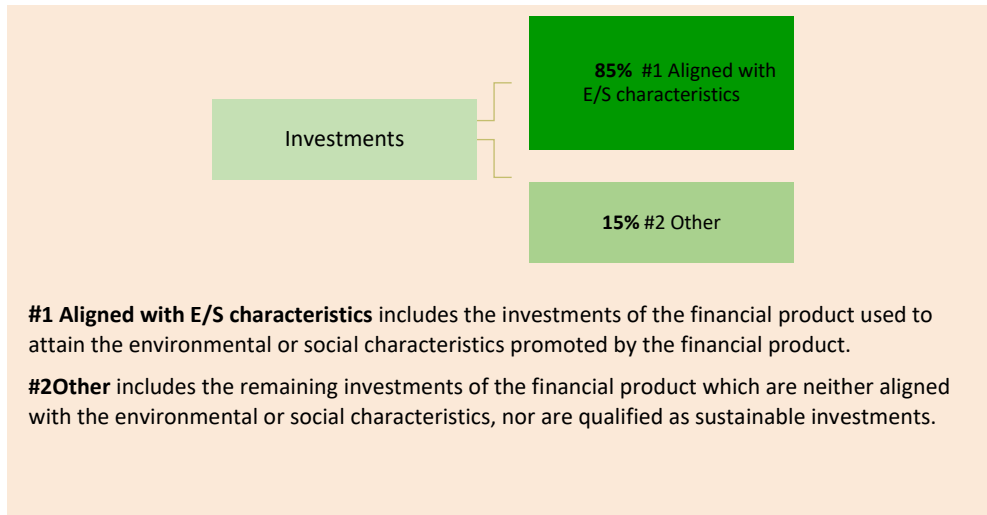 85% #1 Aligned with
E/S characteristics
Investments
15% #2 Other
#1 Aligned with E/S characteristics includes the investments of the financial product used to
attain the environmental or social characteristics promoted by the financial product.
#2Other includes the remaining investments of the financial product which are neither aligned
with the environmental or social characteristics, nor are qualified as sustainable investments.